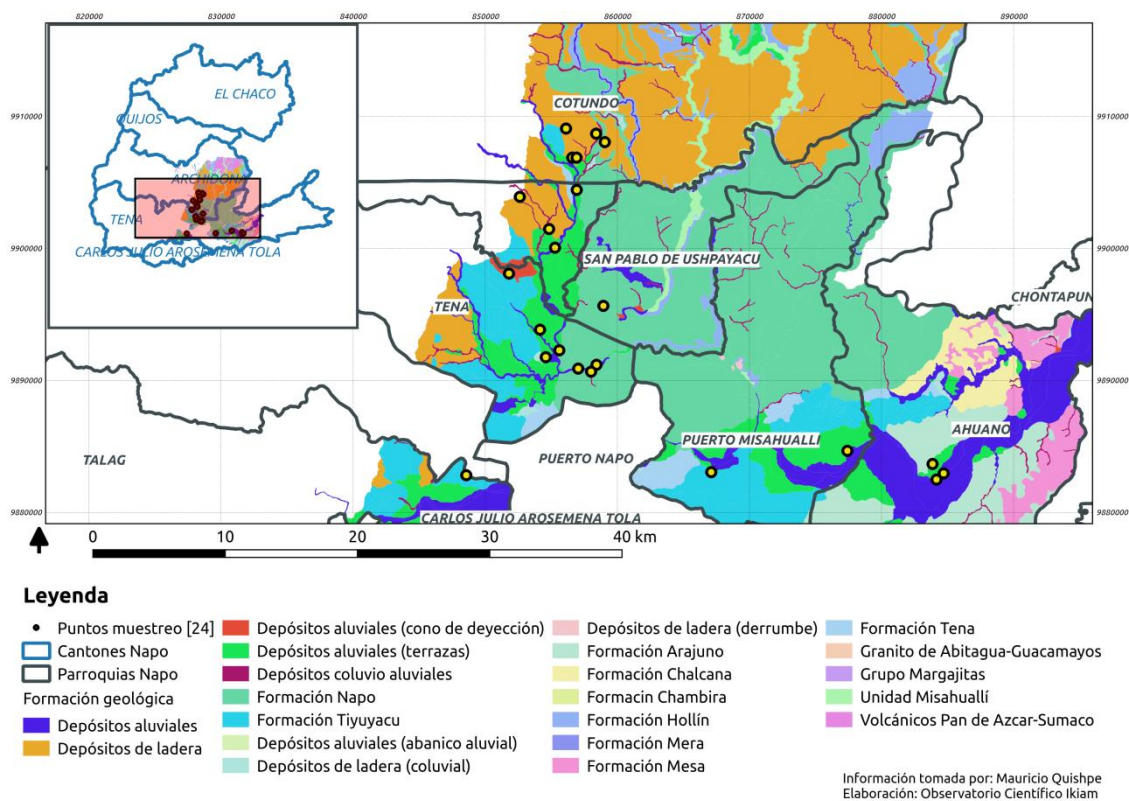 820000 830000 840000 850000 860000 870000 880000 890000
EL CHACO
QUIJOS
ARCHIDONA
TENA
CARLOS JULIO AROSEMENA TOLA
9910000 9910000
COTUNDO
9900000 9900000
SAN PABLO DE USHPAYACU
CHONTAPUN
TENA
9890000 9890000
AHUANO
PUERTO MISAHUALLI
TALAG
PUERTO NAPO
9880000 9880000
CARLOS JULIO AROSEMENA TOLA
0 10 20 30 40 km
Leyenda
Puntos muestreo [24]
Cantones Napo
Parroquias Napo
Formación geológica
Depósitos aluviales
Depósitos de ladera
Depósitos aluviales (cono de deyección)
Depósitos aluviales (terrazas)
Depósitos coluvio aluviales
Formación Napo
Formación Tiyuyacu
Depósitos aluviales (abanico aluvial)
Depósitos de ladera (coluvial)
Depósitos de ladera (derrumbe)
Formación Arajuno
Formación Chalcana
Formacin Chambira
Formación Hollín
Formación Mera
Formación Mesa
Formación Tena
Granito de Abitagua-Guacamayos
Grupo Margajitas
Unidad Misahuallí
Volcánicos Pan de Azcar-Sumaco
Información tomada por: Mauricio Quishpe
Elaboración: Observatorio Científico Ikiam